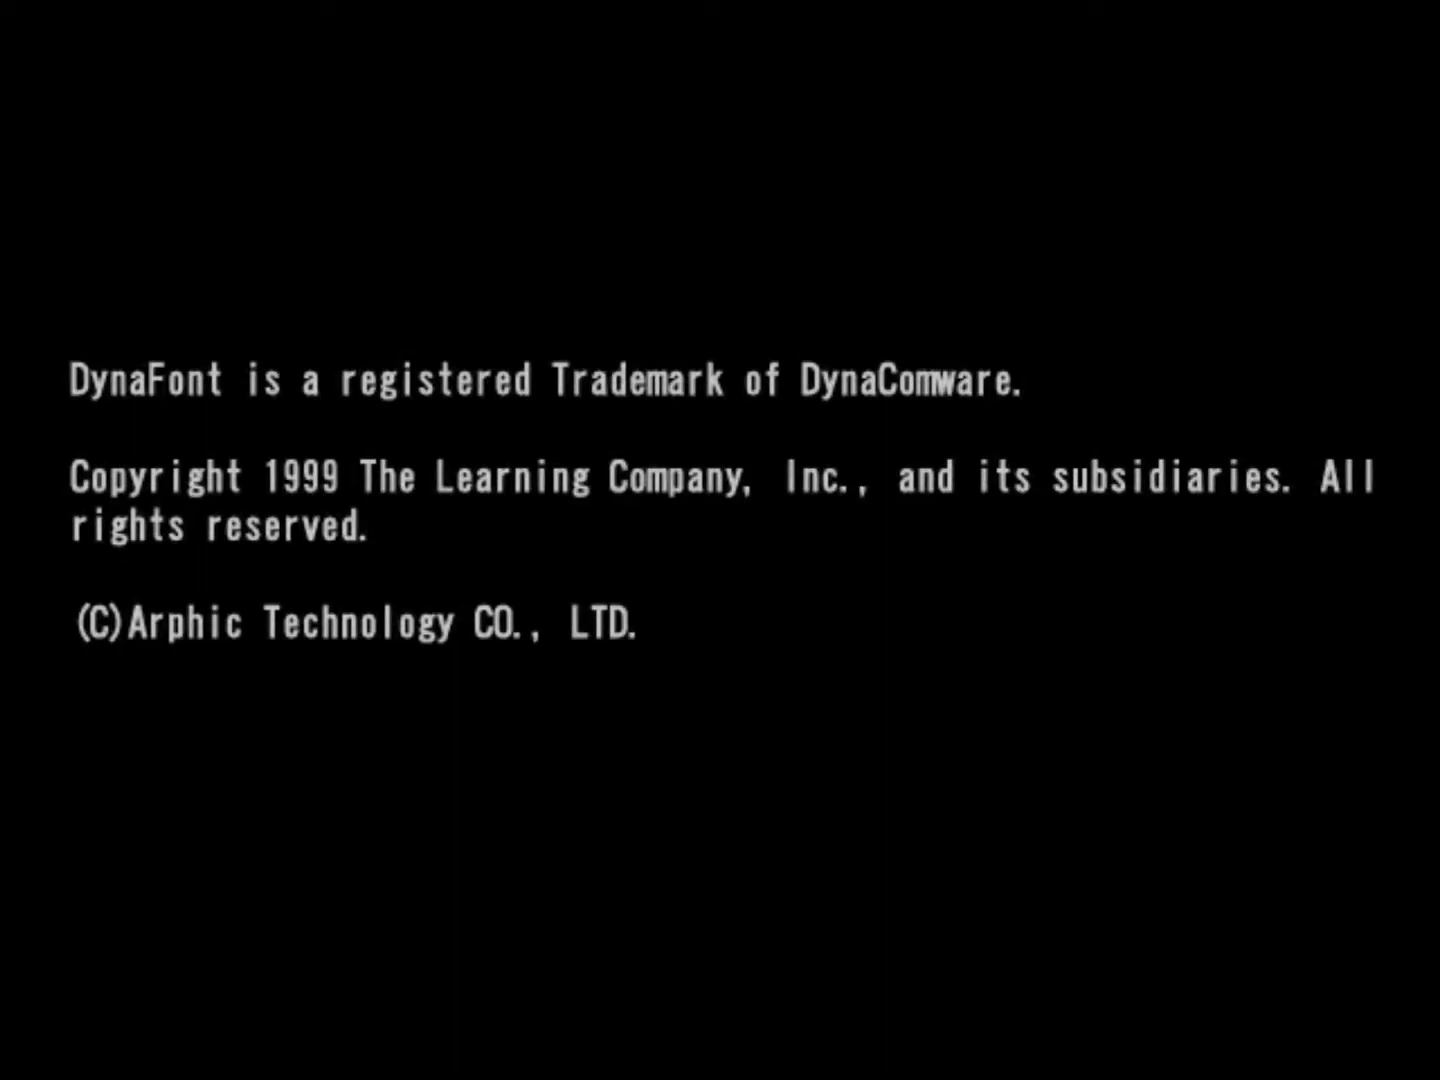 DynaFont is a registered Trademark of DynaComware.
Copyright 1999 The Learning Company, Inc., and its subsidiaries. All
rights reserved.
(C)Arphic Technology CO., LTD.